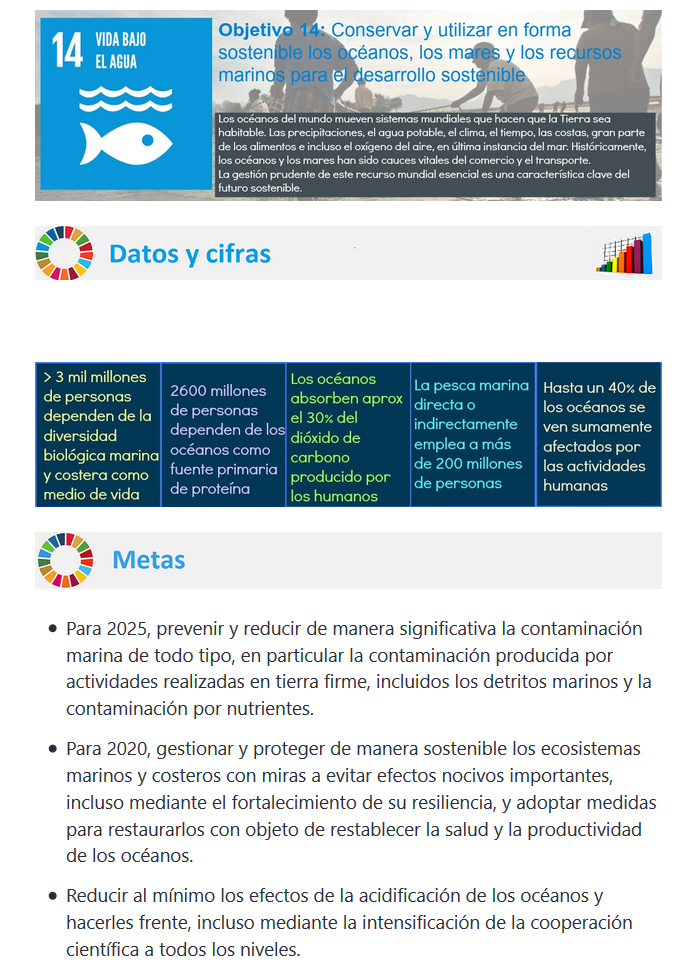 14 VIDA BAJO
EL AGUA
Objetivo 14: Conservar y utilizar en forma
sostenible los océanos, los mares y los recursos
marinos para el desarrollo sostenible
Los océanos del mundo mueven sistemas mundiales que hacen que la Tierra sea
habitable. Las precipitaciones, el agua potable, el clima, el tiempo, las costas, gran parte
de los alimentos e incluso el oxígeno del aire, en última instancia del mar. Históricamente,
los océanos y los mares han sido cauces vitales del comercio y el transporte.
La gestión prudente de este recurso mundial esencial es una característica clave del
futuro sostenible.
Datos y cifras
> 3 mil millones
de personas
dependen de la
diversidad
biológica marina
y costera como
medio de vida
2600 millones
de personas
dependen de los
océanos como
fuente primaria
de proteína
Los océanos
absorben aprox
el 30% del
dióxido de
carbono
producido por
los humanos
La pesca marina
directa o
indirectamente
emplea a más
de 200 millones
de personas
Hasta un 40% de
los océanos se
ven sumamente
afectados por
las actividades
humanas
Metas
• Para 2025, prevenir y reducir de manera significativa la contaminación
marina de todo tipo, en particular la contaminación producida por
actividades realizadas en tierra firme, incluidos los detritos marinos y la
contaminación por nutrientes.
• Para 2020, gestionar y proteger de manera sostenible los ecosistemas
marinos y costeros con miras a evitar efectos nocivos importantes,
incluso mediante el fortalecimiento de su resiliencia, y adoptar medidas
para restaurarlos con objeto de restablecer la salud y la productividad
de los océanos.
• Reducir al mínimo los efectos de la acidificación de los océanos y
hacerles frente, incluso mediante la intensificación de la cooperación
científica a todos los niveles.